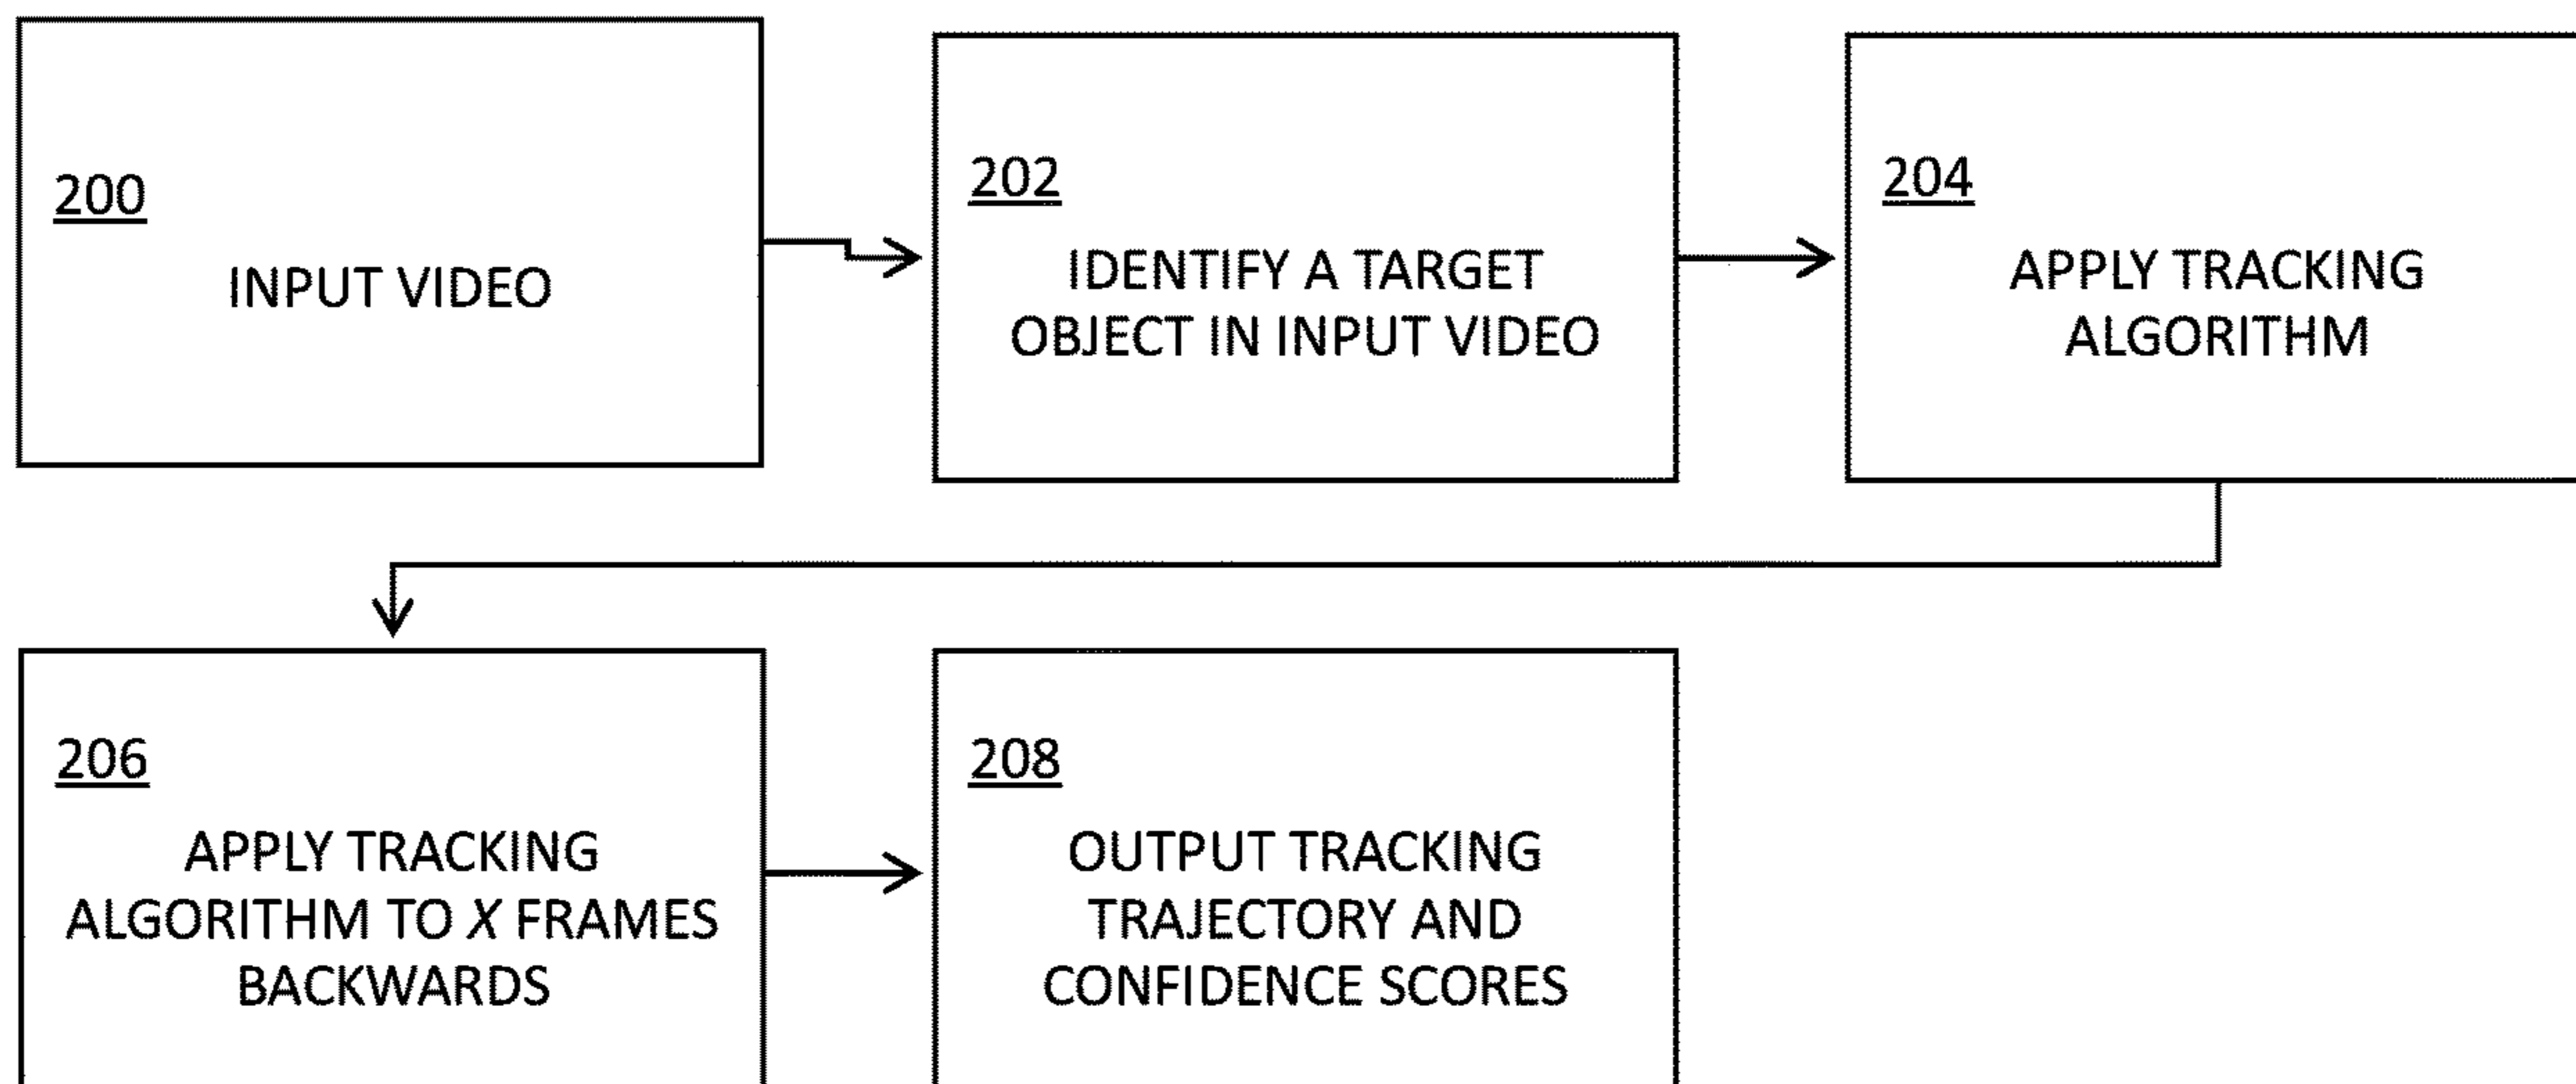 200
INPUT VIDEO
202
IDENTIFY A TARGET
OBJECT IN INPUT VIDEO
204
APPLY TRACKING
ALGORITHM
206
APPLY TRACKING
ALGORITHM TO X FRAMES
BACKWARDS
208
OUTPUT TRACKING
TRAJECTORY AND
CONFIDENCE SCORES